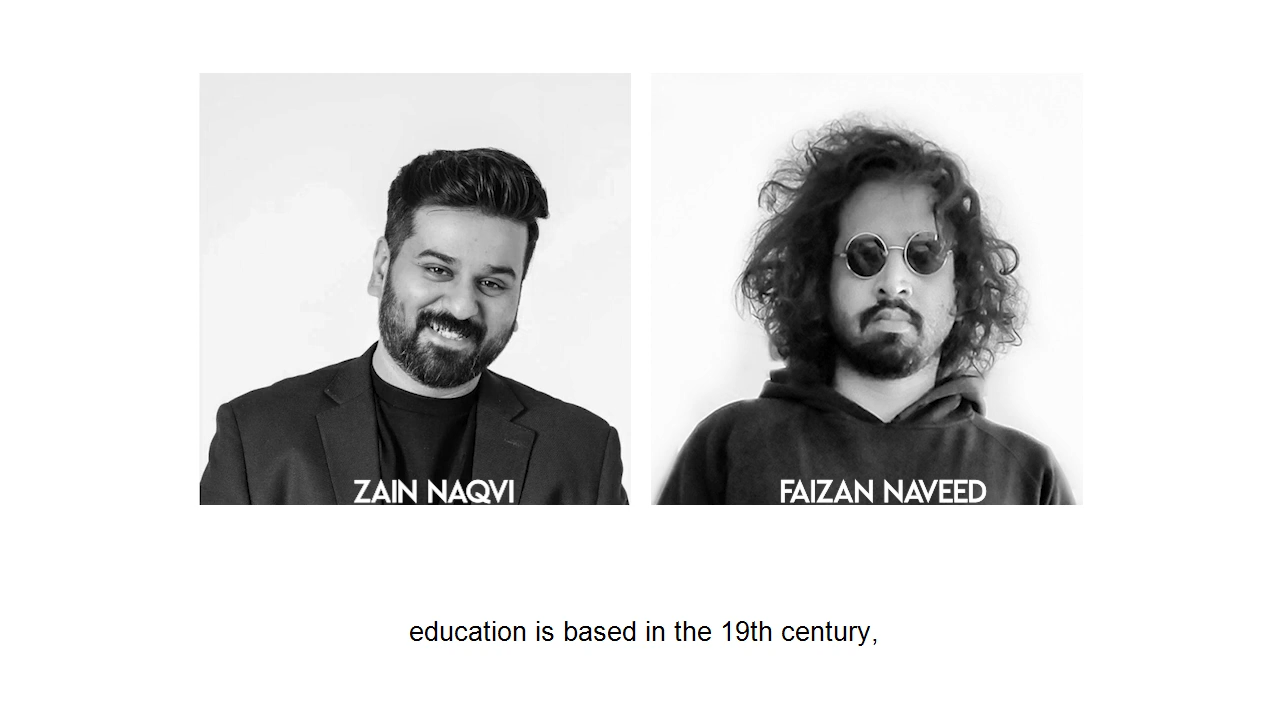 ZAIN NAQVI
FAIZAN NAVEED
education is based in the 19th century,